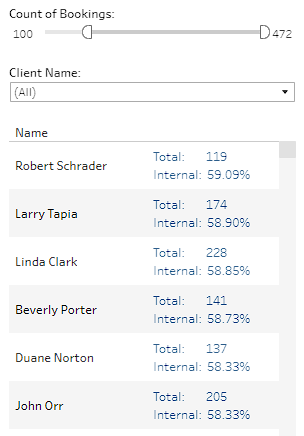 Count of Bookings:
100 472
Client Name:
(All)
Name
Robert Schrader Total: 119
Internal: 59.09%
Larry Tapia Total: 174
Internal: 58.90%
Linda Clark Total: 228
Internal: 58.85%
Beverly Porter Total: 141
Internal: 58.73%
Duane Norton Total: 137
Internal: 58.33%
John Orr Total: 205
Internal: 58.33%